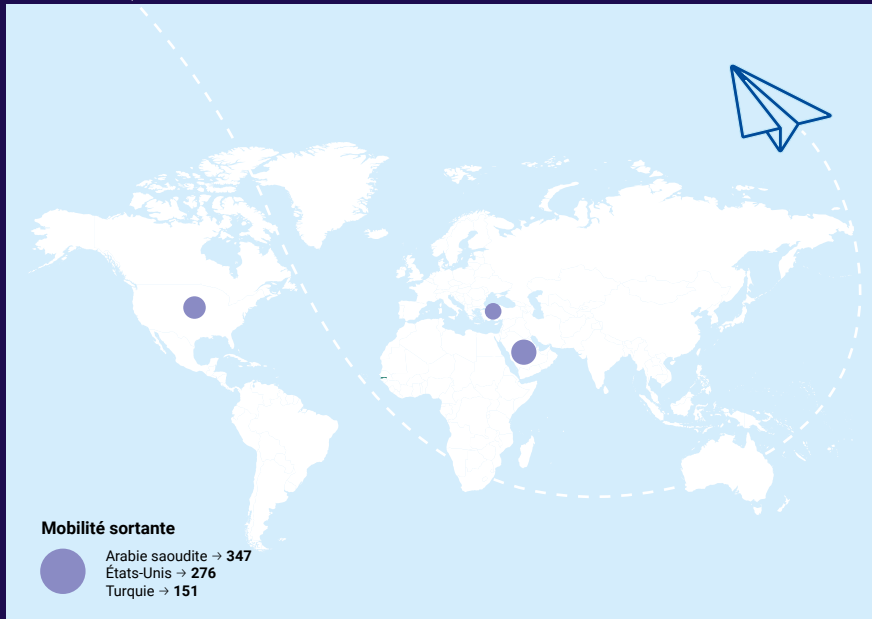 Mobilité sortante
Arabie saoudite → 347
États-Unis → 276
Turquie → 151